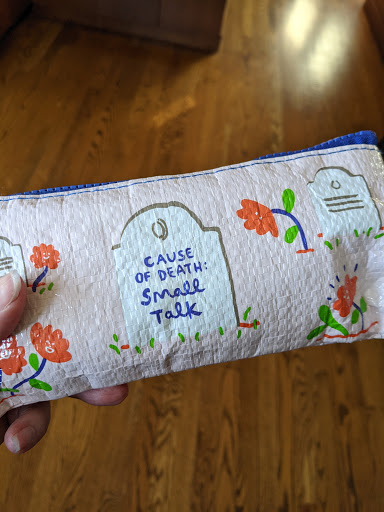 CAUSE
OF DEATH:
Small
Talk